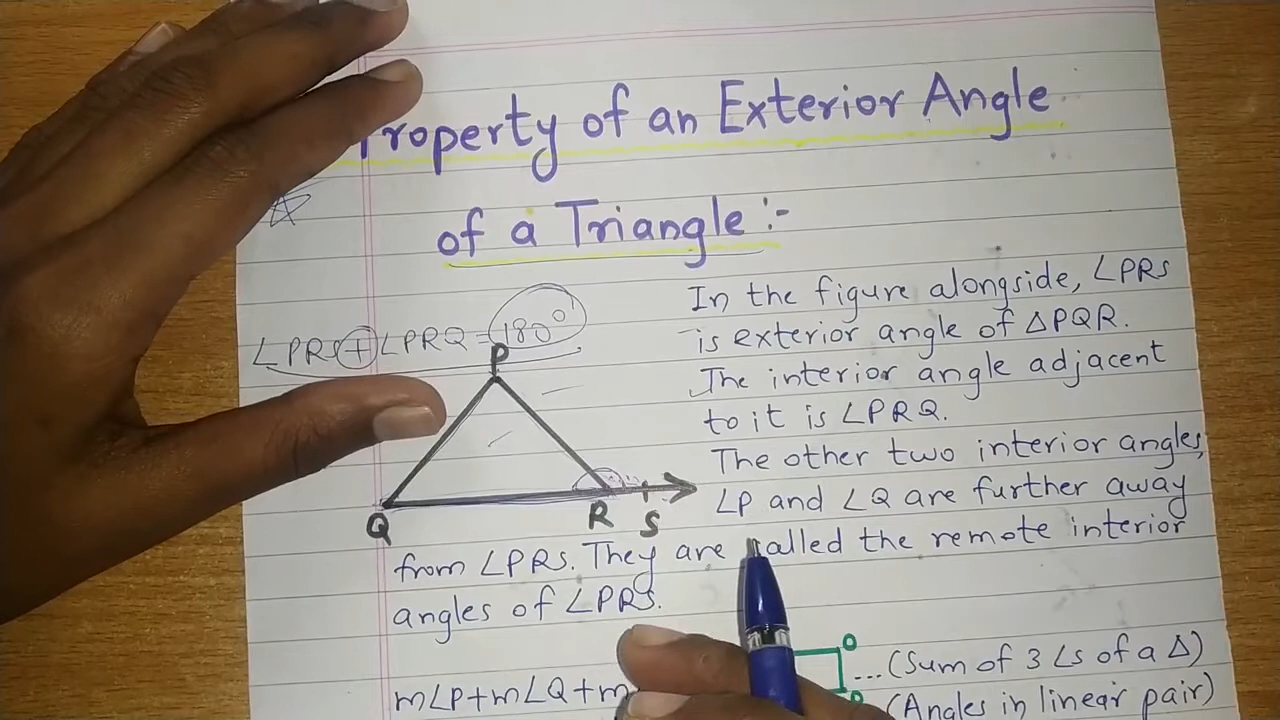 Property of an Exterior Angle
of a Triangle :-
∠PRS + ∠PRQ = 180°
P
Q
R
S
In the figure alongside, ∠PRS
is exterior angle of ΔPQR.
The interior angle adjacent
to it is ∠PRQ.
The other two interior angles,
∠P and ∠Q are further away
from ∠PRS. They are called the remote interior
angles of ∠PRS.
m∠P+m∠Q+m
...(Sum of 3 ∠s of a Δ)
(Angles in linear pair)